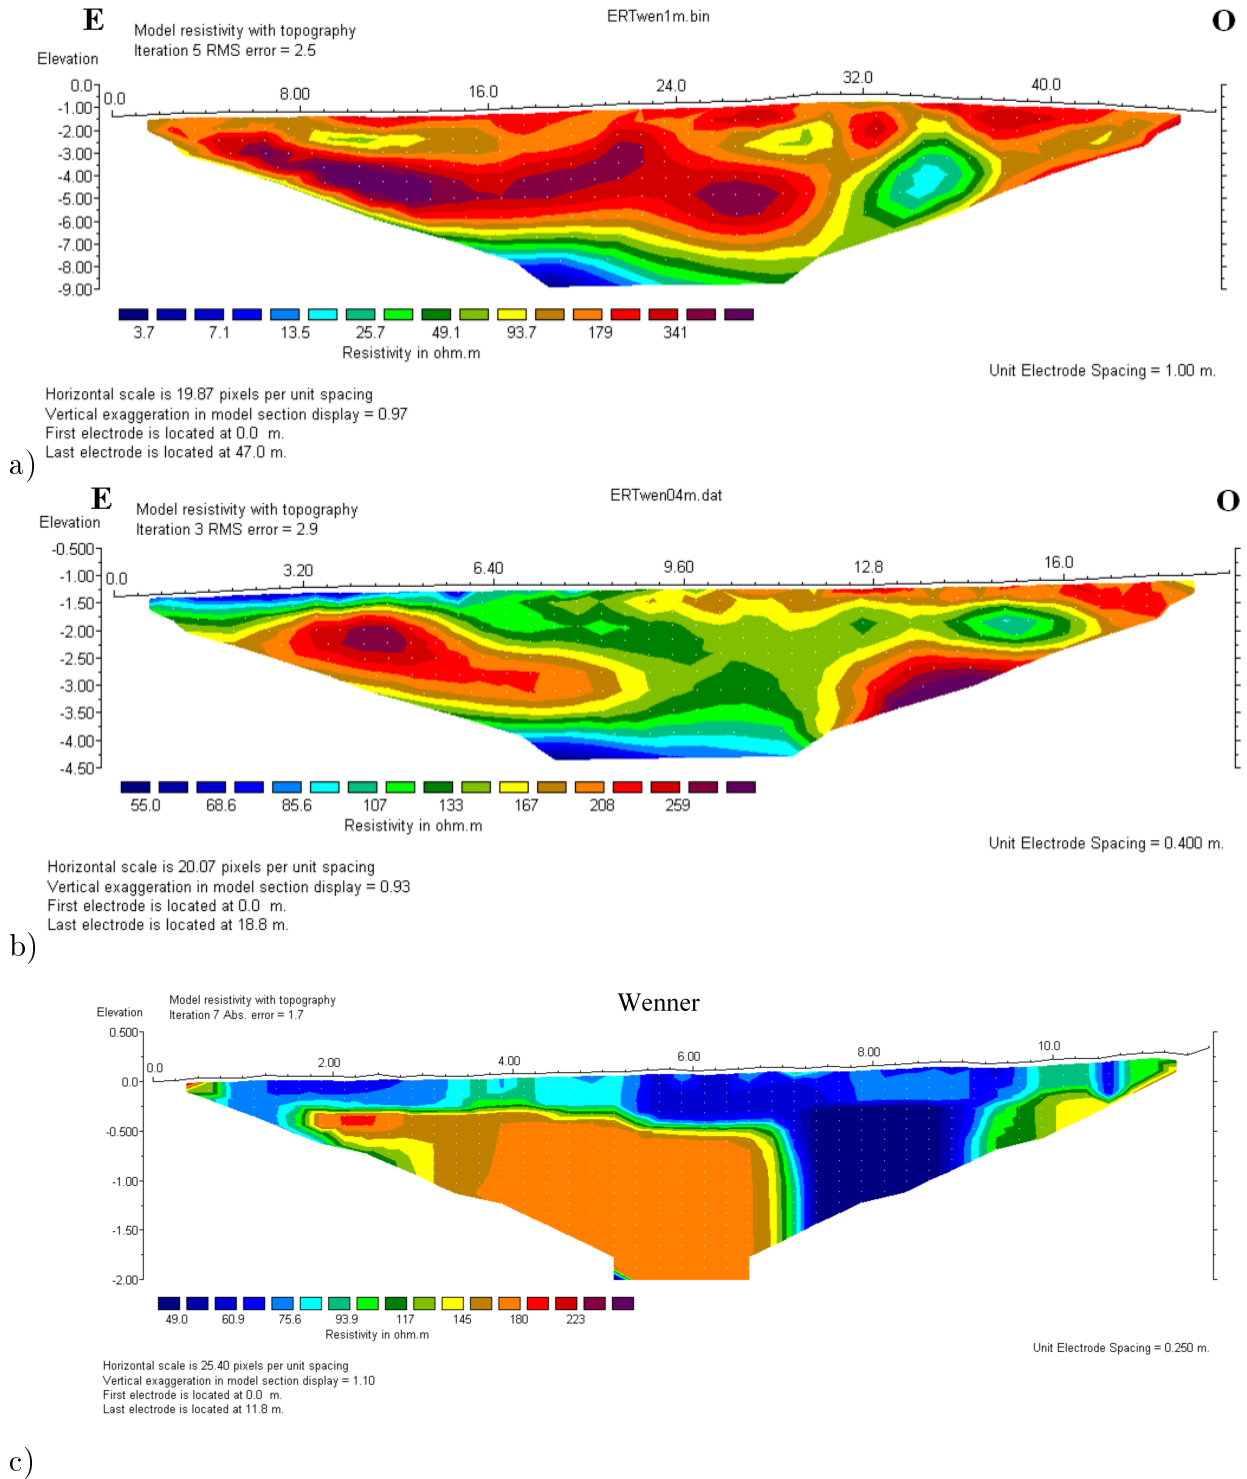 E
ERTwen1m.bin
O
Model resistivity with topography
Iteration 5 RMS error = 2.5
Elevation
0.0
-1.00
-2.00
-3.00
-4.00
-5.00
-6.00
-7.00
-8.00
-9.00
0.0 8.00 16.0 24.0 32.0 40.0
3.7 7.1 13.5 25.7 49.1 93.7 179 341
Resistivity in ohm.m
Unit Electrode Spacing = 1.00 m.
Horizontal scale is 19.87 pixels per unit spacing
Vertical exaggeration in model section display = 0.97
First electrode is located at 0.0 m.
Last electrode is located at 47.0 m.
a)
E
ERTwen04m.dat
O
Model resistivity with topography
Iteration 3 RMS error = 2.9
Elevation
-0.500
-1.00
-1.50
-2.00
-2.50
-3.00
-3.50
-4.00
-4.50
0.0 3.20 6.40 9.60 12.8 16.0
55.0 68.6 85.6 107 133 167 208 259
Resistivity in ohm.m
Unit Electrode Spacing = 0.400 m.
Horizontal scale is 20.07 pixels per unit spacing
Vertical exaggeration in model section display = 0.93
First electrode is located at 0.0 m.
Last electrode is located at 18.8 m.
b)
Wenner
Model resistivity with topography
Iteration 7 Abs. error = 1.7
Elevation
0.500
0.0
-0.500
-1.00
-1.50
-2.00
0.0 2.00 4.00 6.00 8.00 10.0
49.0 60.9 75.6 93.9 117 145 180 223
Resistivity in ohm.m
Unit Electrode Spacing = 0.250 m.
Horizontal scale is 25.40 pixels per unit spacing
Vertical exaggeration in model section display = 1.10
First electrode is located at 0.0 m.
Last electrode is located at 11.8 m.
c)